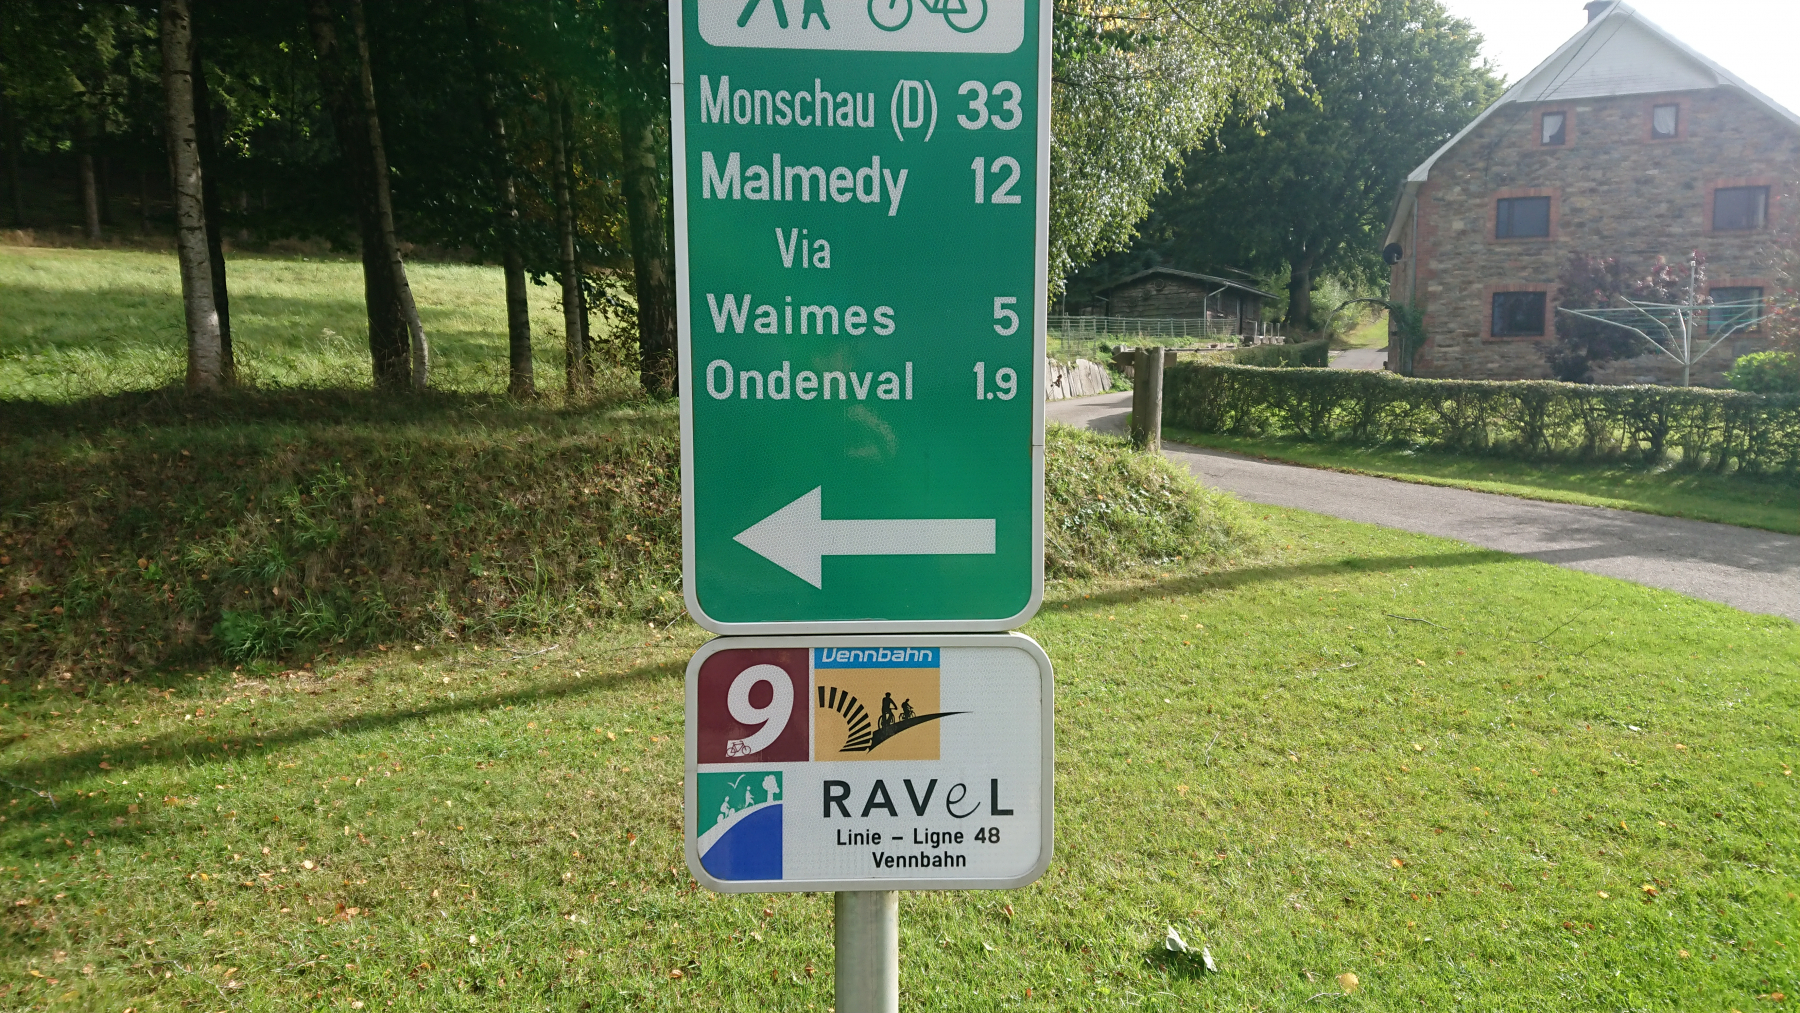 Monschau (D) 33
Malmedy 12
Via
Waimes 5
Ondenval 1.9
9 Vennbahn
RAVeL
Linie – Ligne 48
Vennbahn